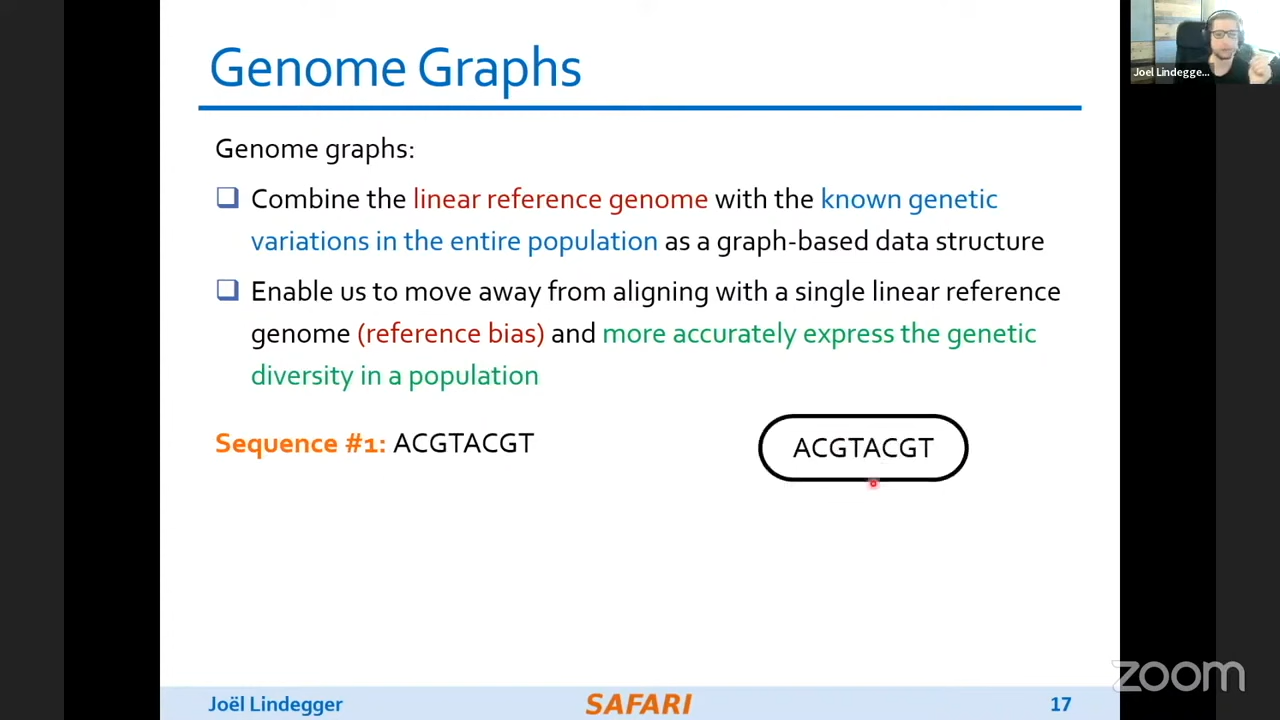 Genome Graphs
Joel Lindegge...
Genome graphs:
Combine the linear reference genome with the known genetic
variations in the entire population as a graph-based data structure
Enable us to move away from aligning with a single linear reference
genome (reference bias) and more accurately express the genetic
diversity in a population
Sequence #1: ACGTACGT
ACGTACGT
zoom
Joël Lindegger
SAFARI
17